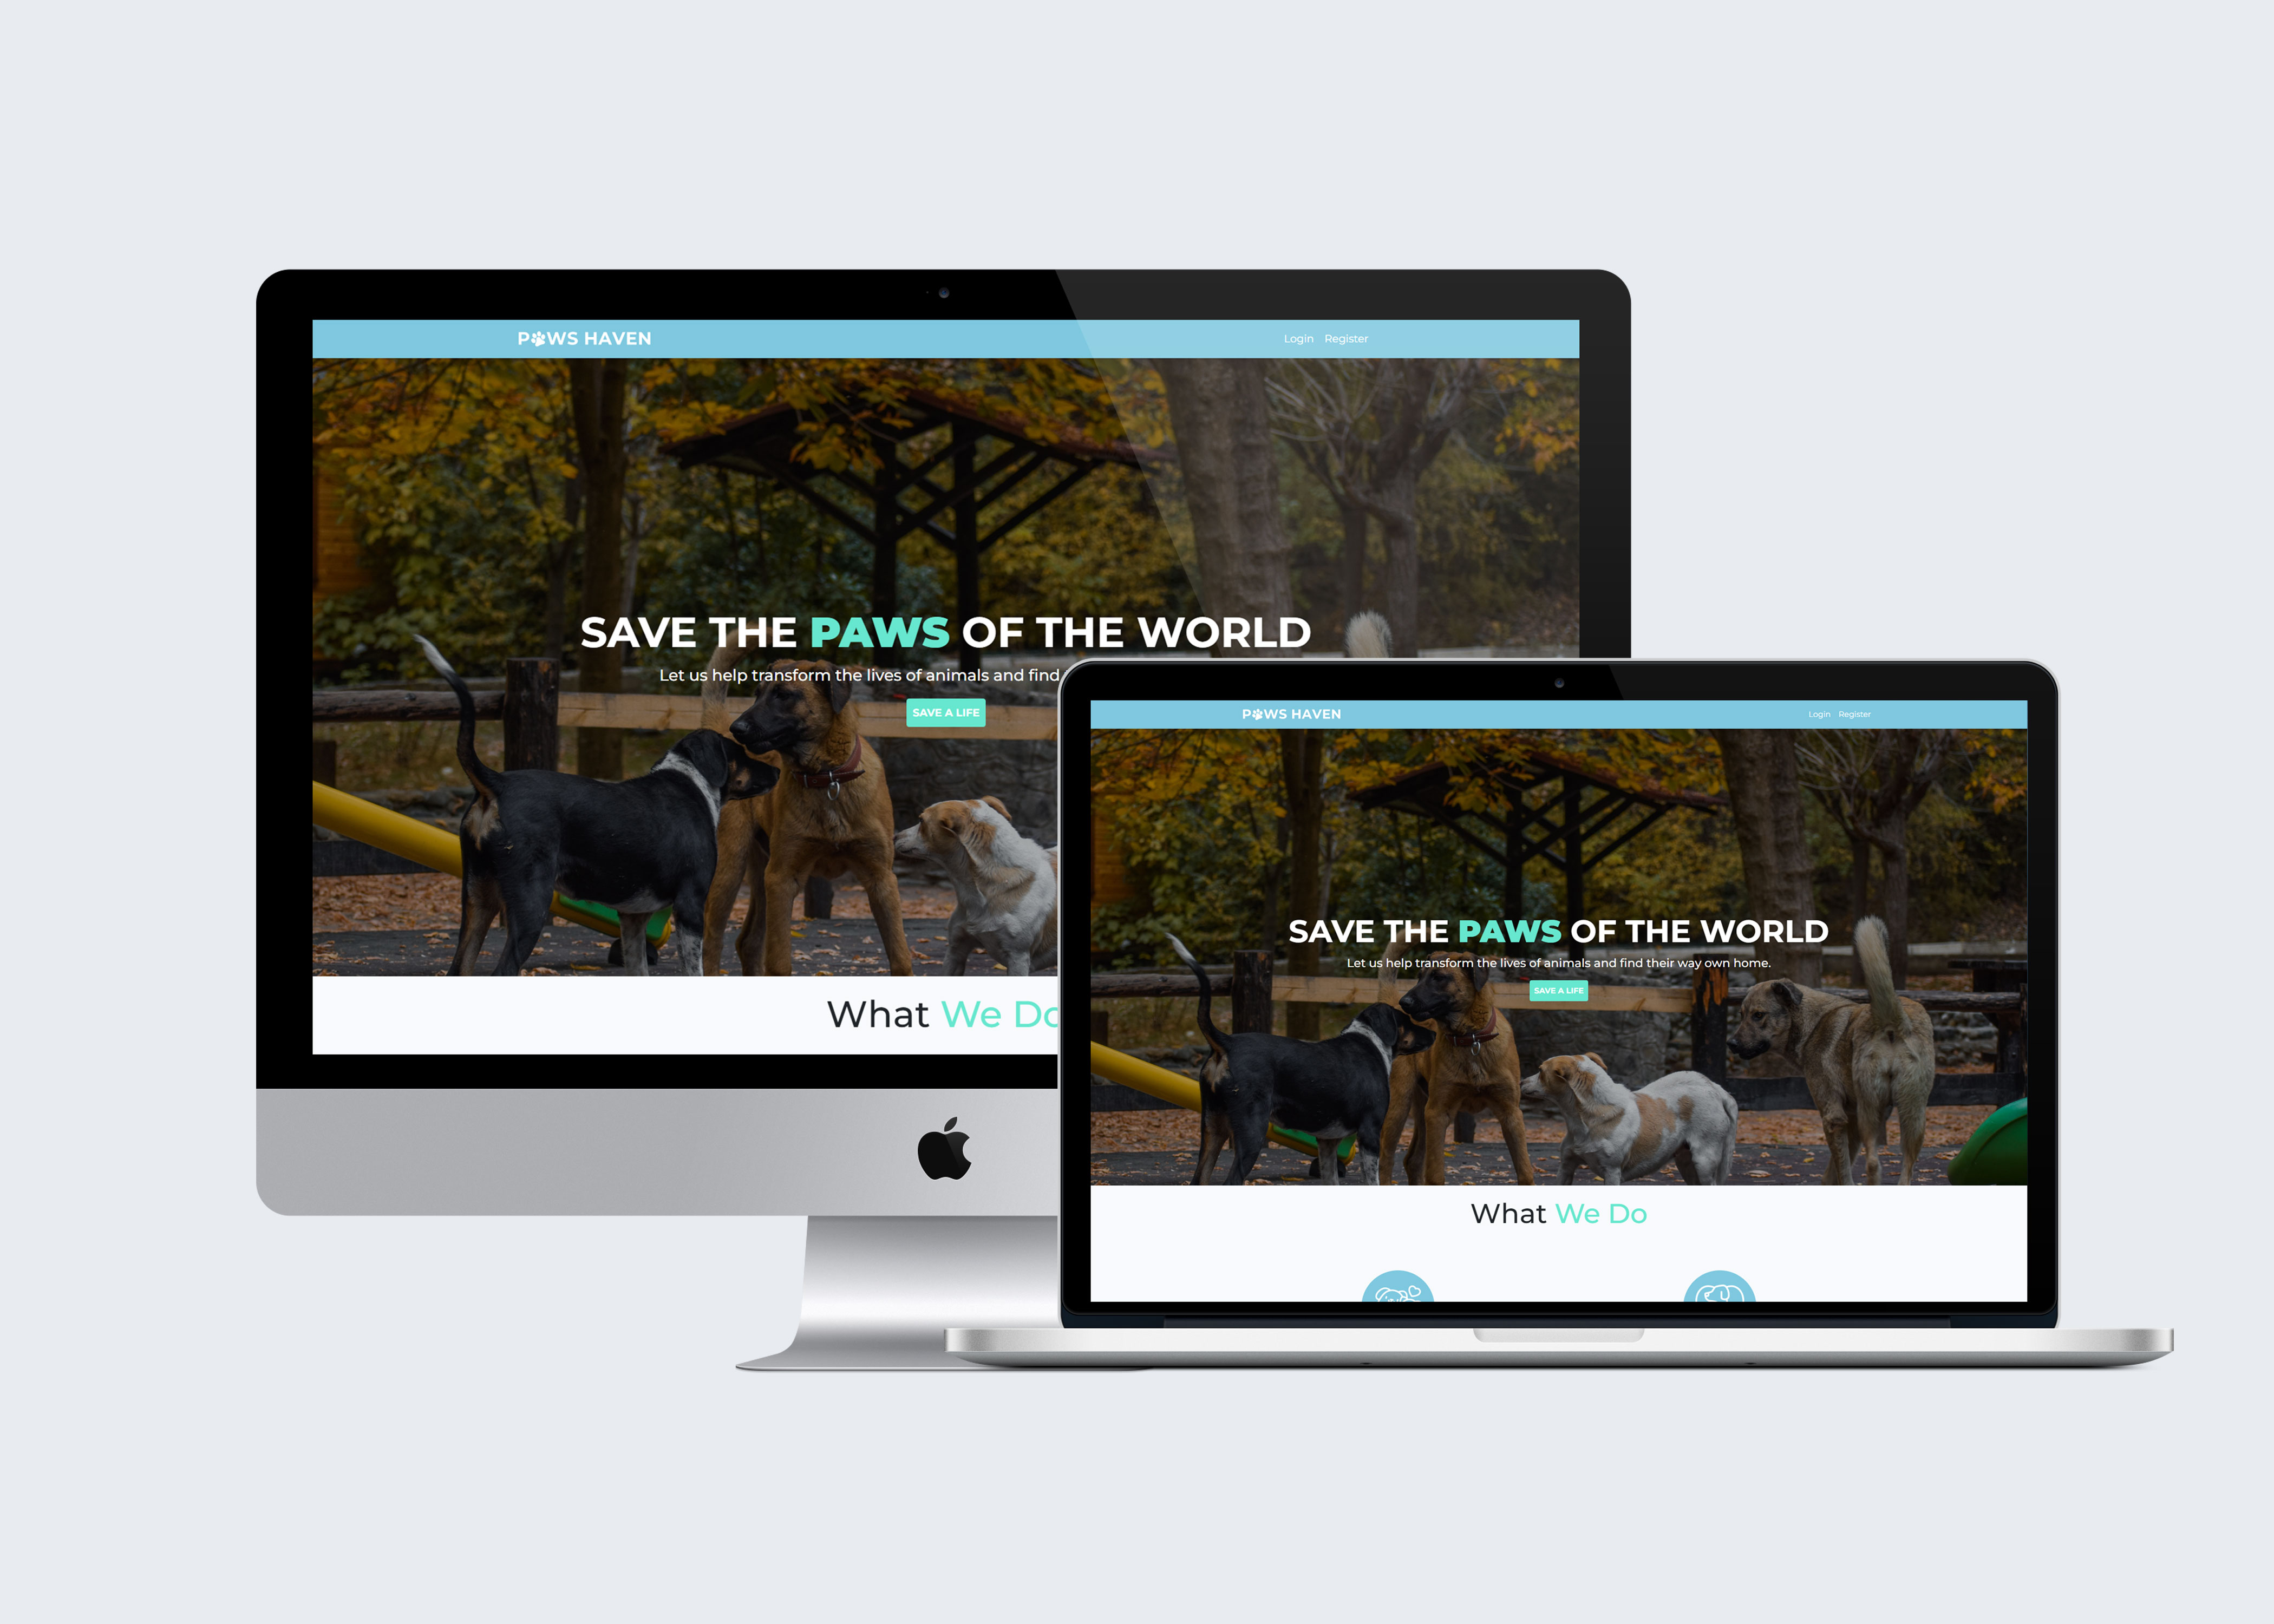 P WS HAVEN
Login Register
SAVE THE PAWS OF THE WORLD
Let us help transform the lives of animals and find
SAVE A LIFE
What We Do
P WS HAVEN
Login Register
SAVE THE PAWS OF THE WORLD
Let us help transform the lives of animals and find their way own home.
SAVE A LIFE
What We Do